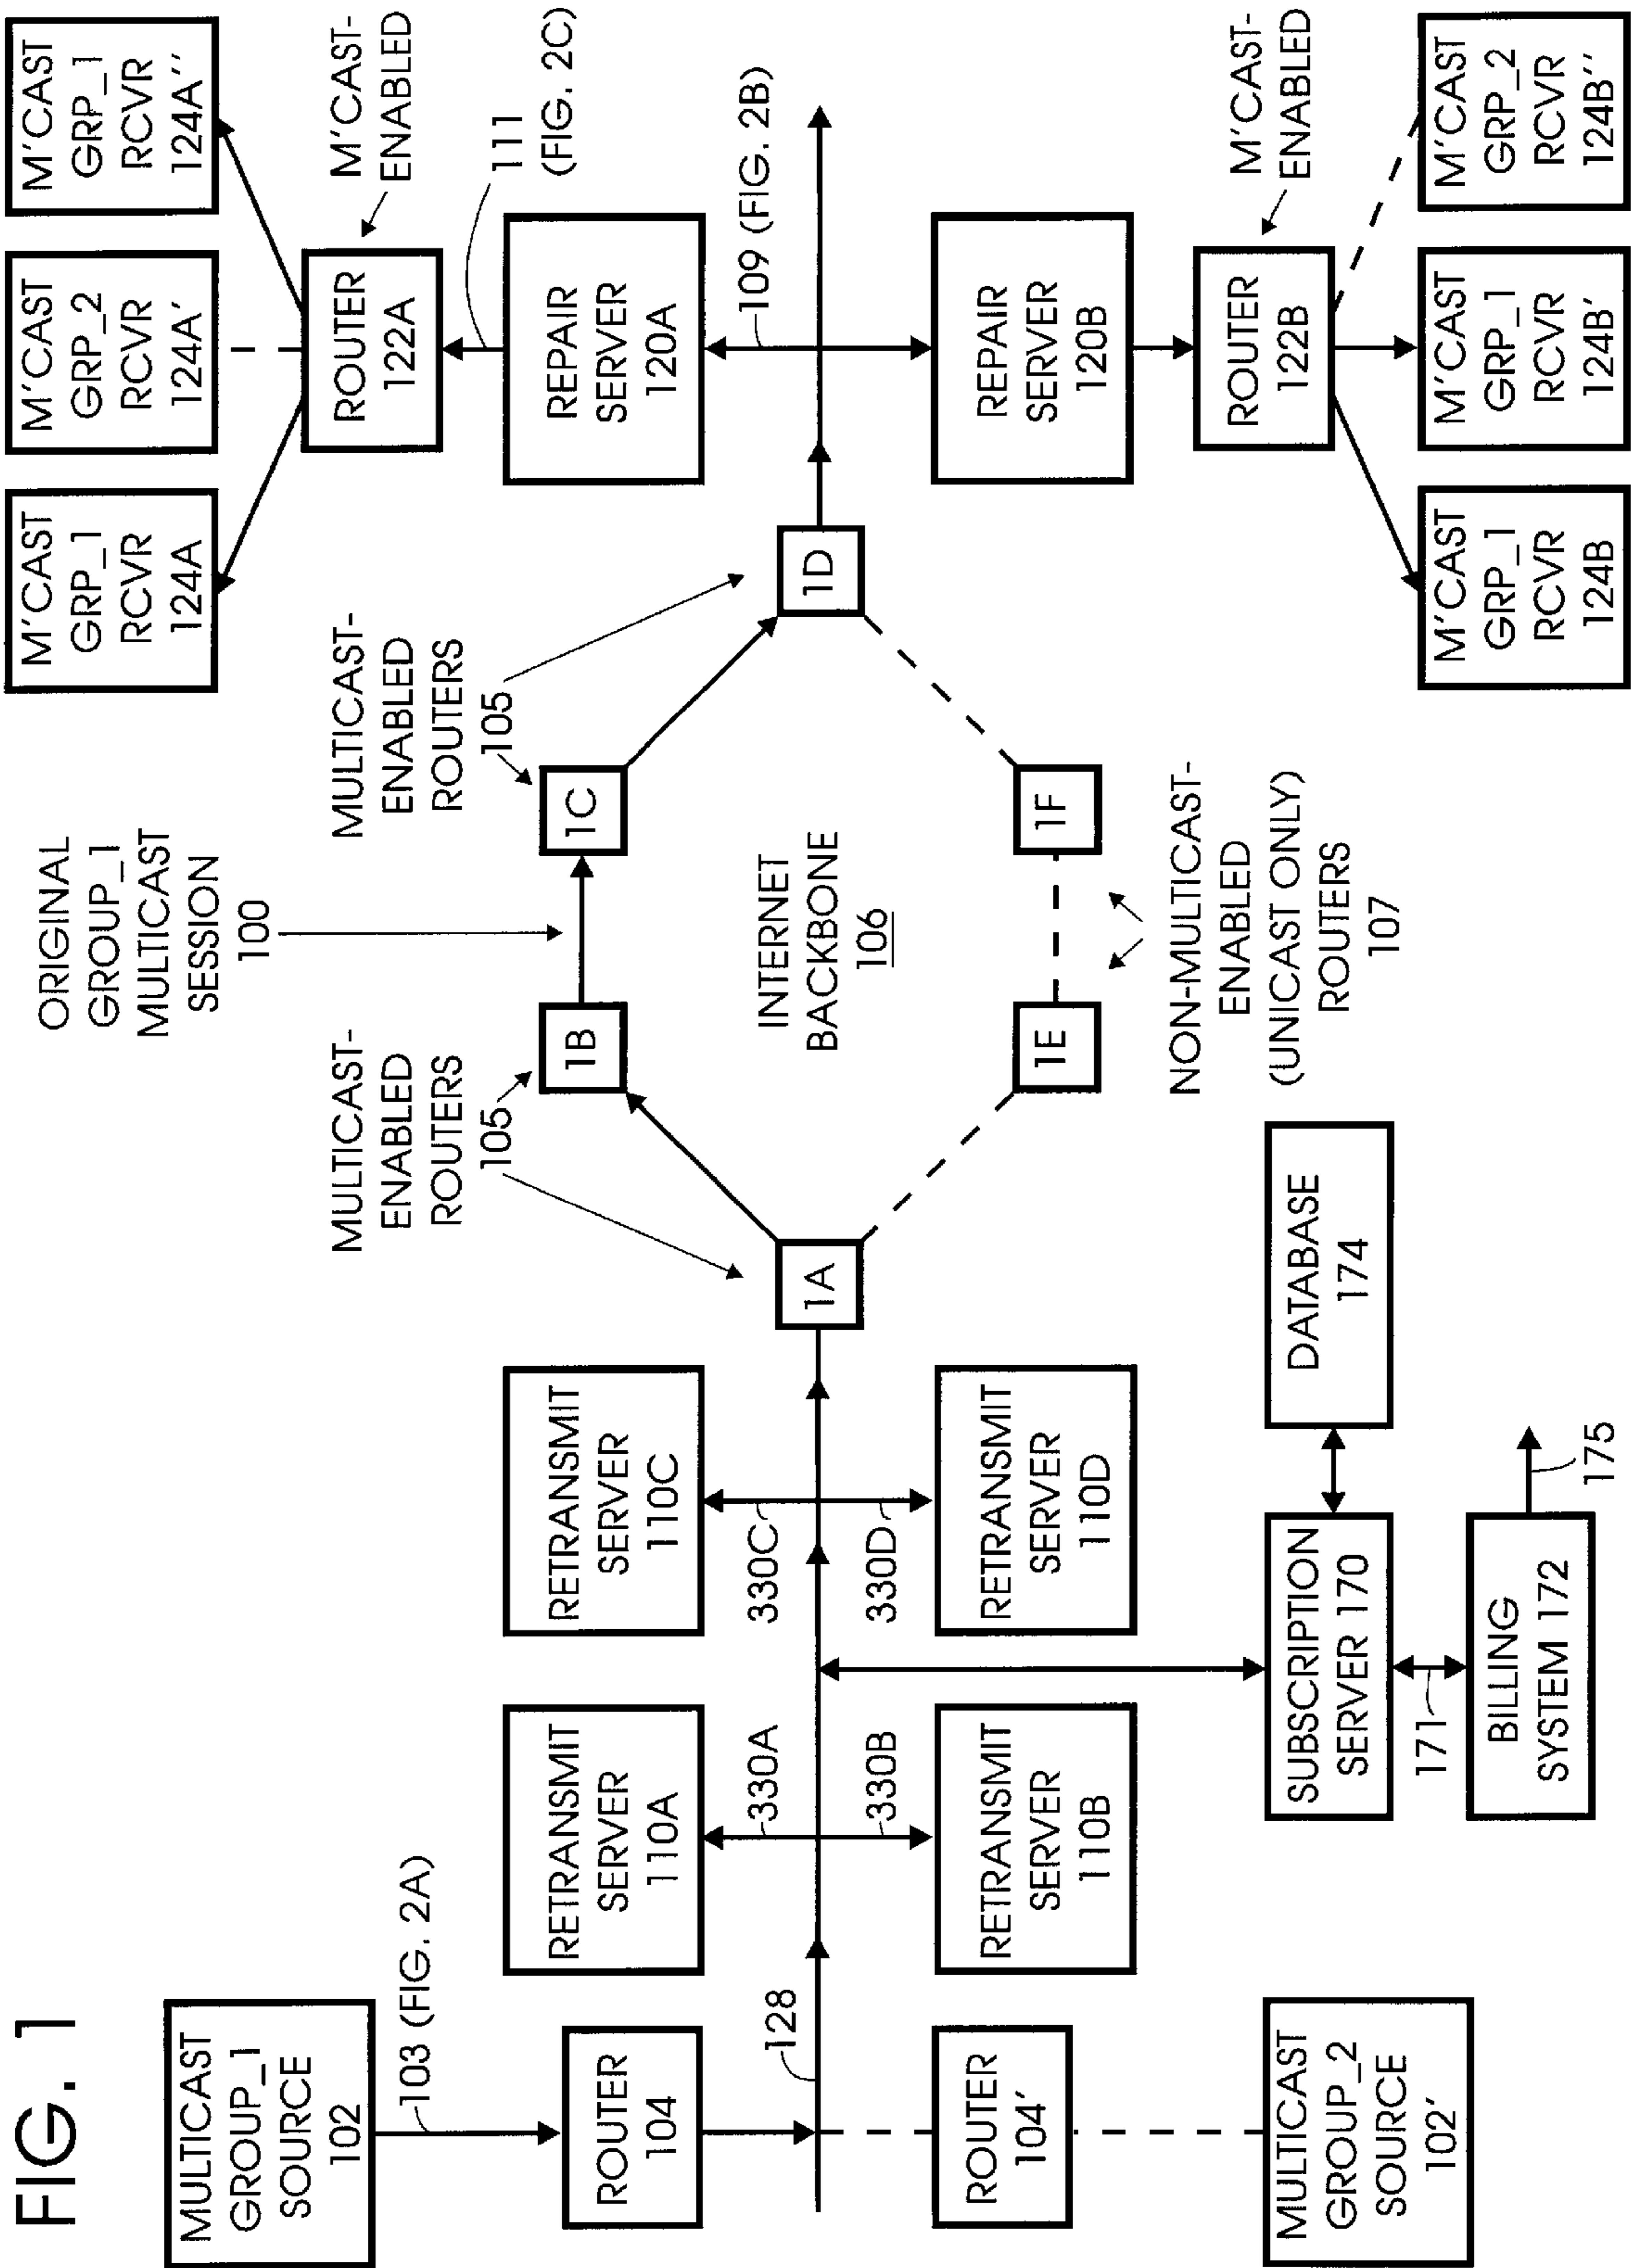 FIG. 1
MULTICAST
GROUP_1
SOURCE
102
103 (FIG. 2A)
ROUTER
104
128
ROUTER
104'
MULTICAST
GROUP_2
SOURCE
102'
RETRANSMIT
SERVER
110A
330A
330B
RETRANSMIT
SERVER
110B
RETRANSMIT
SERVER
110C
330C
330D
RETRANSMIT
SERVER
110D
SUBSCRIPTION
SERVER 170
171
BILLING
SYSTEM 172
175
DATABASE
174
ORIGINAL
GROUP_1
MULTICAST
SESSION
100
MULTICAST-
ENABLED
ROUTERS
105
1A
1B
INTERNET
BACKBONE
106
1E
1F
NON-MULTICAST-
ENABLED
(UNICAST ONLY)
ROUTERS
107
MULTICAST-
ENABLED
ROUTERS
105
1C
1D
M'CAST
GRP_1
RCVR
124A
M'CAST
GRP_2
RCVR
124A'
M'CAST
GRP_1
RCVR
124A''
ROUTER
122A
M'CAST-
ENABLED
111
(FIG. 2C)
REPAIR
SERVER
120A
109 (FIG. 2B)
REPAIR
SERVER
120B
ROUTER
122B
M'CAST-
ENABLED
M'CAST
GRP_1
RCVR
124B
M'CAST
GRP_1
RCVR
124B'
M'CAST
GRP_2
RCVR
124B''